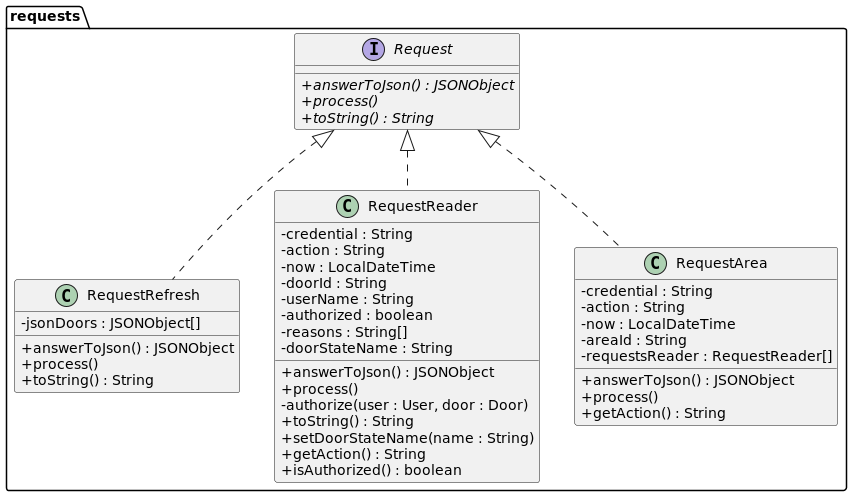 requests
I Request
+answerToJson() : JSONObject
+process()
+toString() : String
C RequestRefresh
-jsonDoors : JSONObject[]
+answerToJson() : JSONObject
+process()
+toString() : String
C RequestReader
-credential : String
-action : String
-now : LocalDateTime
-doorId : String
-userName : String
-authorized : boolean
-reasons : String[]
-doorStateName : String
+answerToJson() : JSONObject
+process()
-authorize(user : User, door : Door)
+toString() : String
+setDoorStateName(name : String)
+getAction() : String
+isAuthorized() : boolean
C RequestArea
-credential : String
-action : String
-now : LocalDateTime
-areaId : String
-requestsReader : RequestReader[]
+answerToJson() : JSONObject
+process()
+getAction() : String